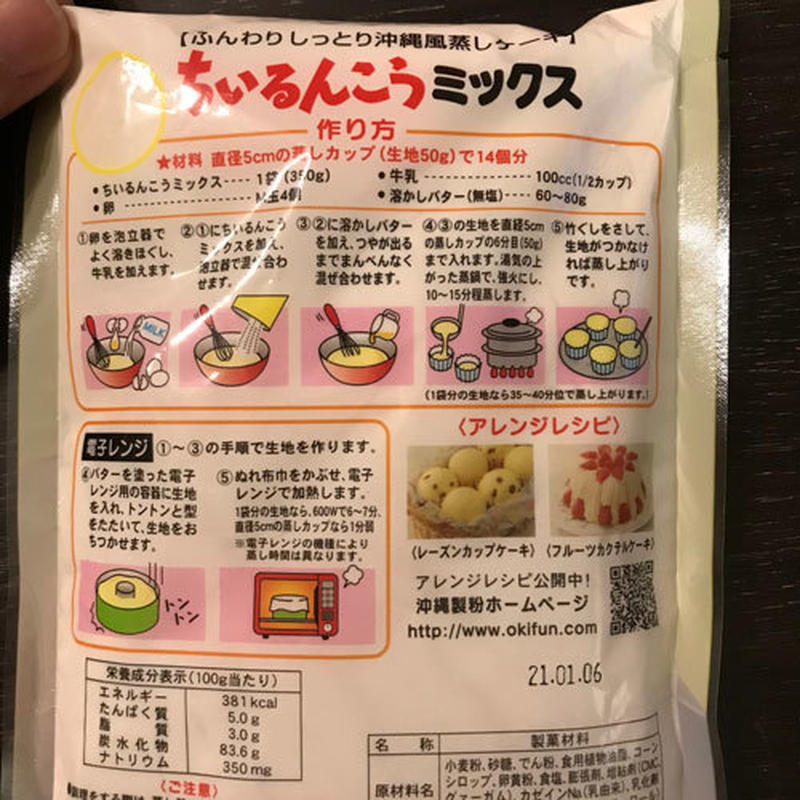 【ふんわりしっとり沖縄風蒸しケーキ】
ちいるんこうミックス
作り方
★材料 直径5cmの蒸しカップ(生地50g)で14個分
●ちいるんこうミックス---- 1袋(350g)
●卵 ---------------- M玉4個
●牛乳 ---------------- 100cc(1/2カップ)
●溶かしバター(無塩)---- 60〜80g
①卵を泡立器で
よく溶きほぐし、
牛乳を加えます。
②①にちいるんこう
ミックスを加え、
泡立器で混ぜ合わ
せます。
③②に溶かしバター
を加え、つやが出る
までまんべんなく
混ぜ合わせます。
④③の生地を直経5cm
の蒸しカップの6分目(50g)
まで入れます。湯気の上
がった蒸鍋で、強火にし、
10〜15分程蒸します。
⑤竹ぐしをさして、
生地がつかなけ
れば蒸し上がり
です。
MILK
(1袋分の生地なら35〜40分位で蒸し上がります。)
電子レンジ ①〜③の手順で生地を作ります。
④バターを塗った電子
レンジ用の容器に生地
を入れ、トントンと型
をたたいて、生地をお
ちつかせます。
⑤ぬれ布巾をかぶせ、電子
レンジで加熱します。
1袋分の生地なら、600Wで6〜7分、
直径5cmの蒸しカップなら1分弱
※電子レンジの機種により
蒸し時間は異なります。
トントン
〈アレンジレシピ〉
〈レーズンカップケーキ〉
〈フルーツカクテルケーキ〉
アレンジレシピ公開中!
沖縄製粉ホームページ
http://www.okifun.com
21.01.06
栄養成分表示(100g当たり)
エネルギー 381kcal
たんぱく質 5.0g
脂質 3.0g
炭水化物 83.6g
ナトリウム 350mg
〈ご注意〉
名称 製菓材料
原材料名
小麦粉、砂糖、でん粉、食用植物油脂、コーン
シロップ、卵黄粉、食塩、膨張剤、増粘剤(CMC、
グァーガム)、カゼインNa(乳由来)、乳化剤